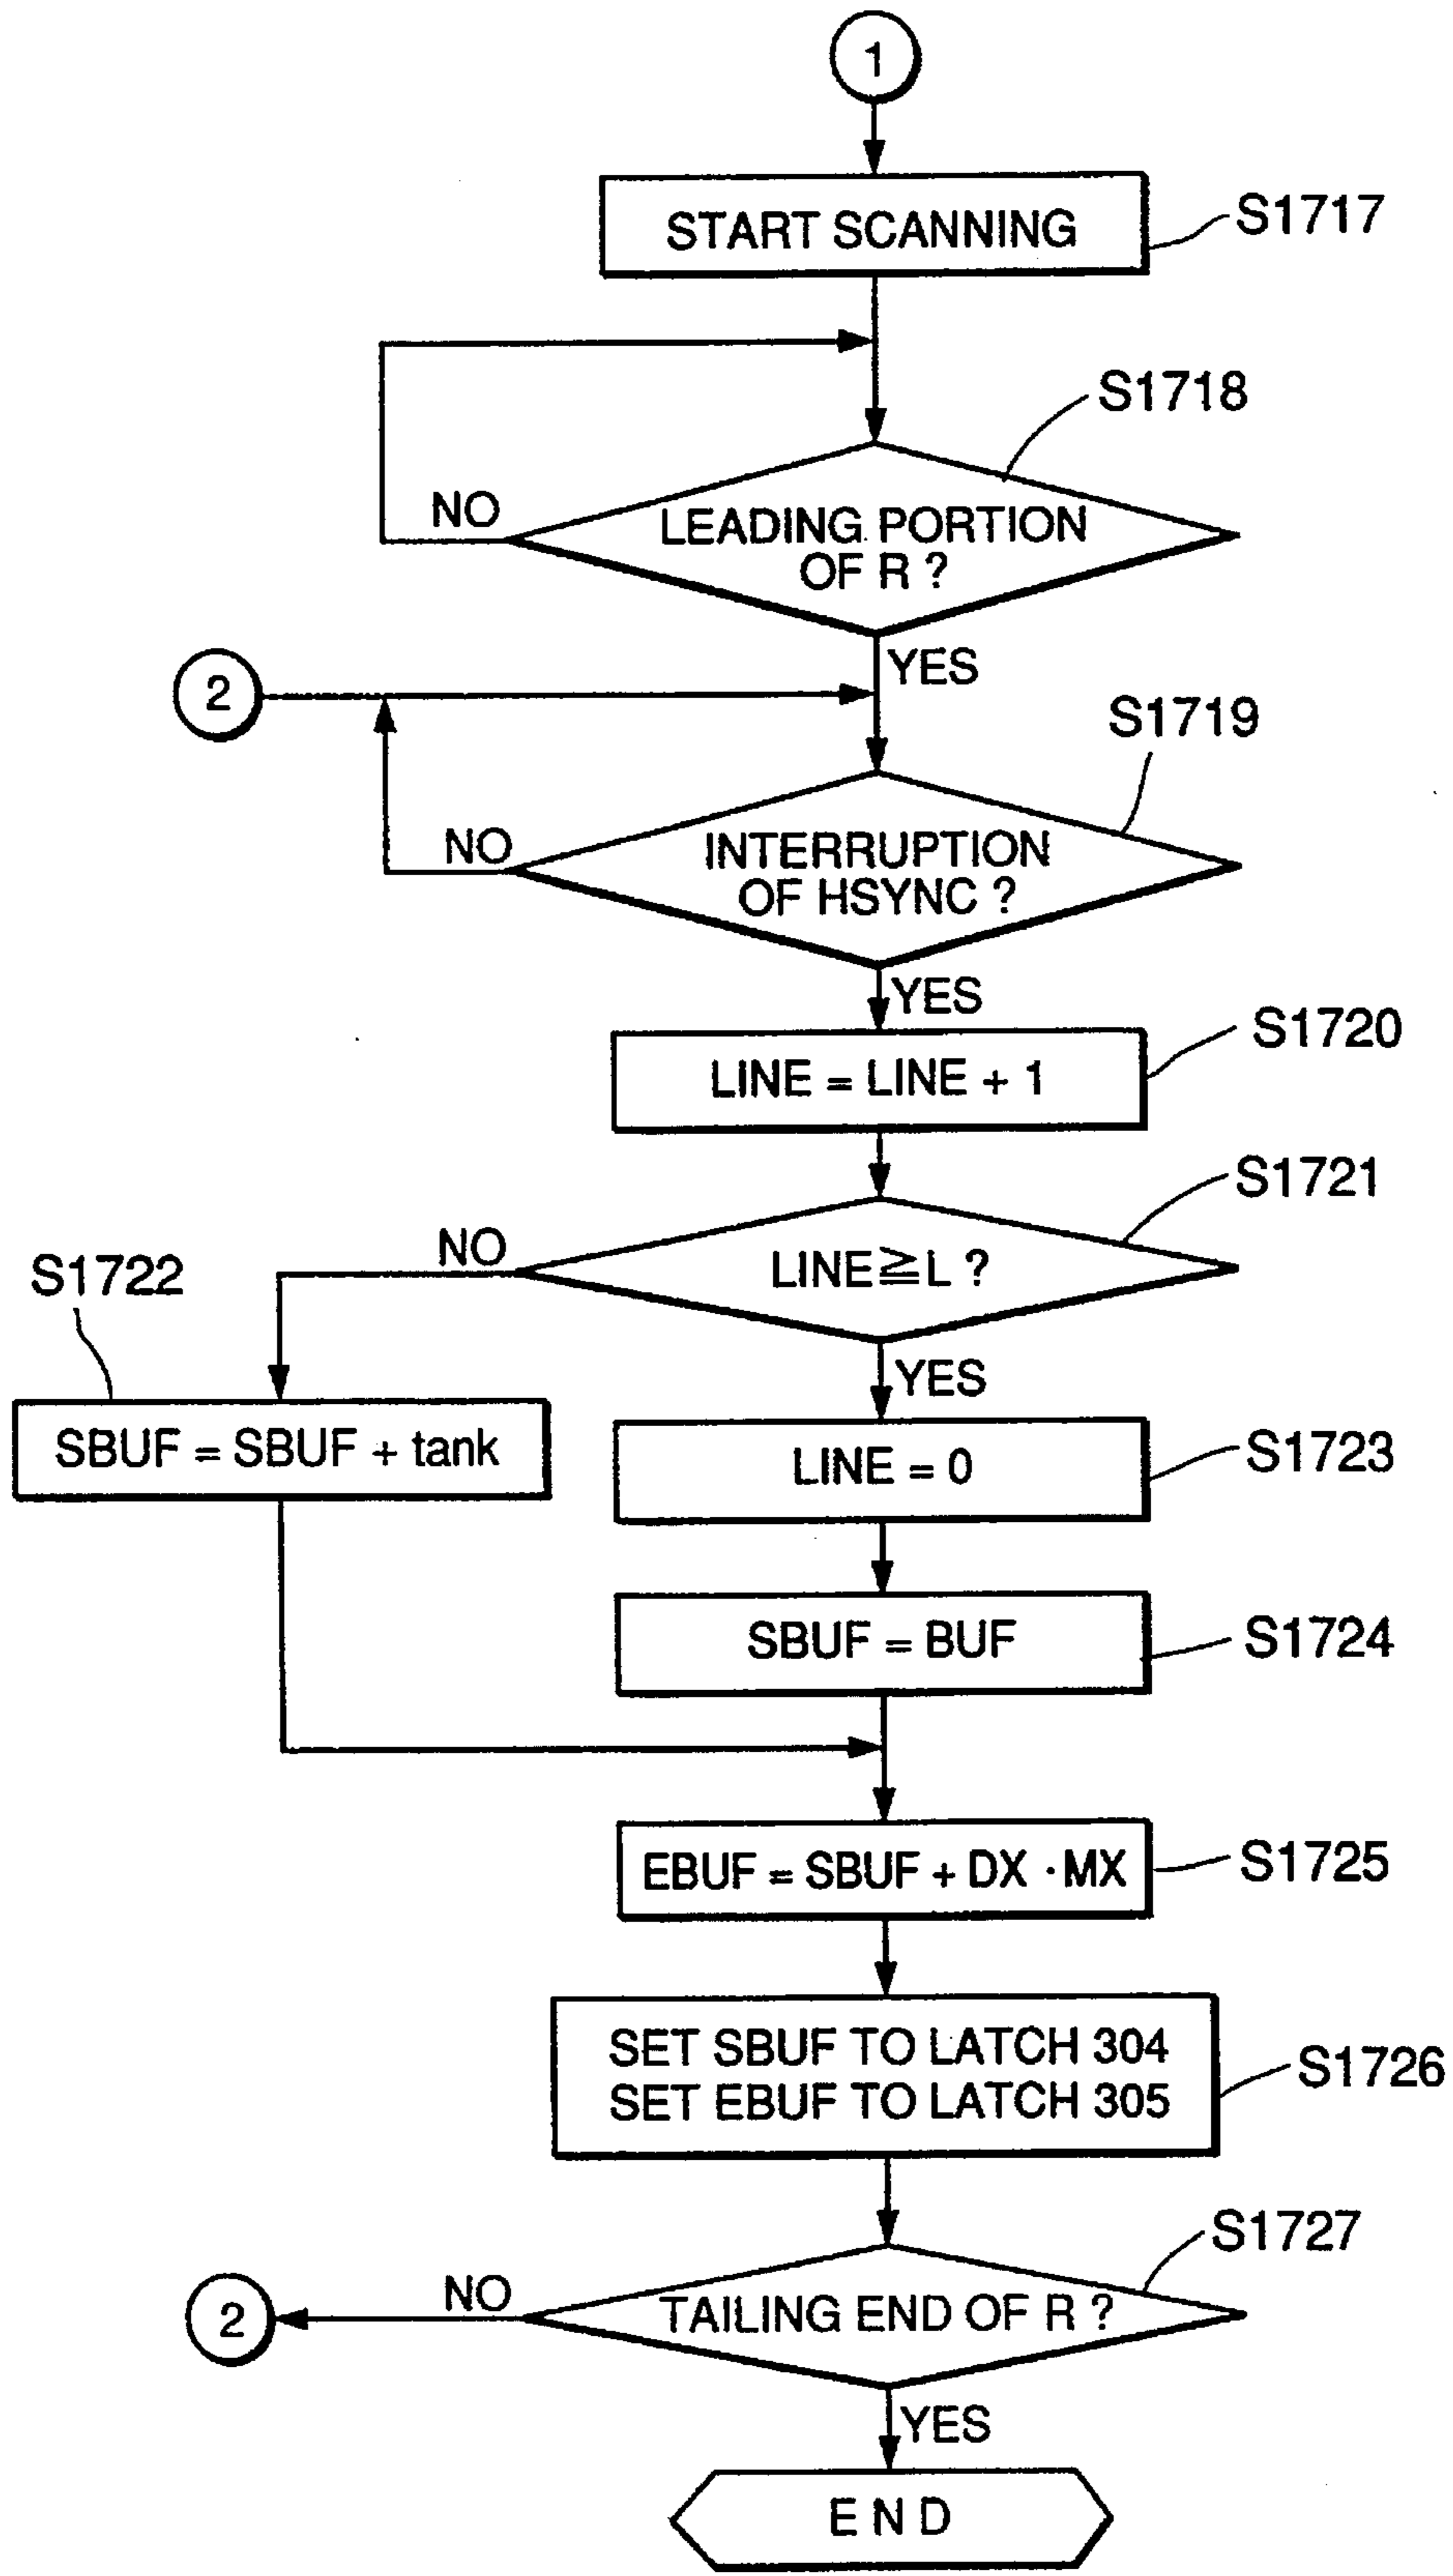 1
START SCANNING
S1717
S1718
NO
LEADING PORTION
OF R ?
YES
2
S1719
NO
INTERRUPTION
OF HSYNC ?
YES
S1720
LINE = LINE + 1
S1721
NO
LINE≧L ?
S1722
YES
SBUF = SBUF + tank
LINE = 0
S1723
SBUF = BUF
S1724
EBUF = SBUF + DX · MX
S1725
SET SBUF TO LATCH 304
SET EBUF TO LATCH 305
S1726
S1727
NO
2
TAILING END OF R ?
YES
E N D